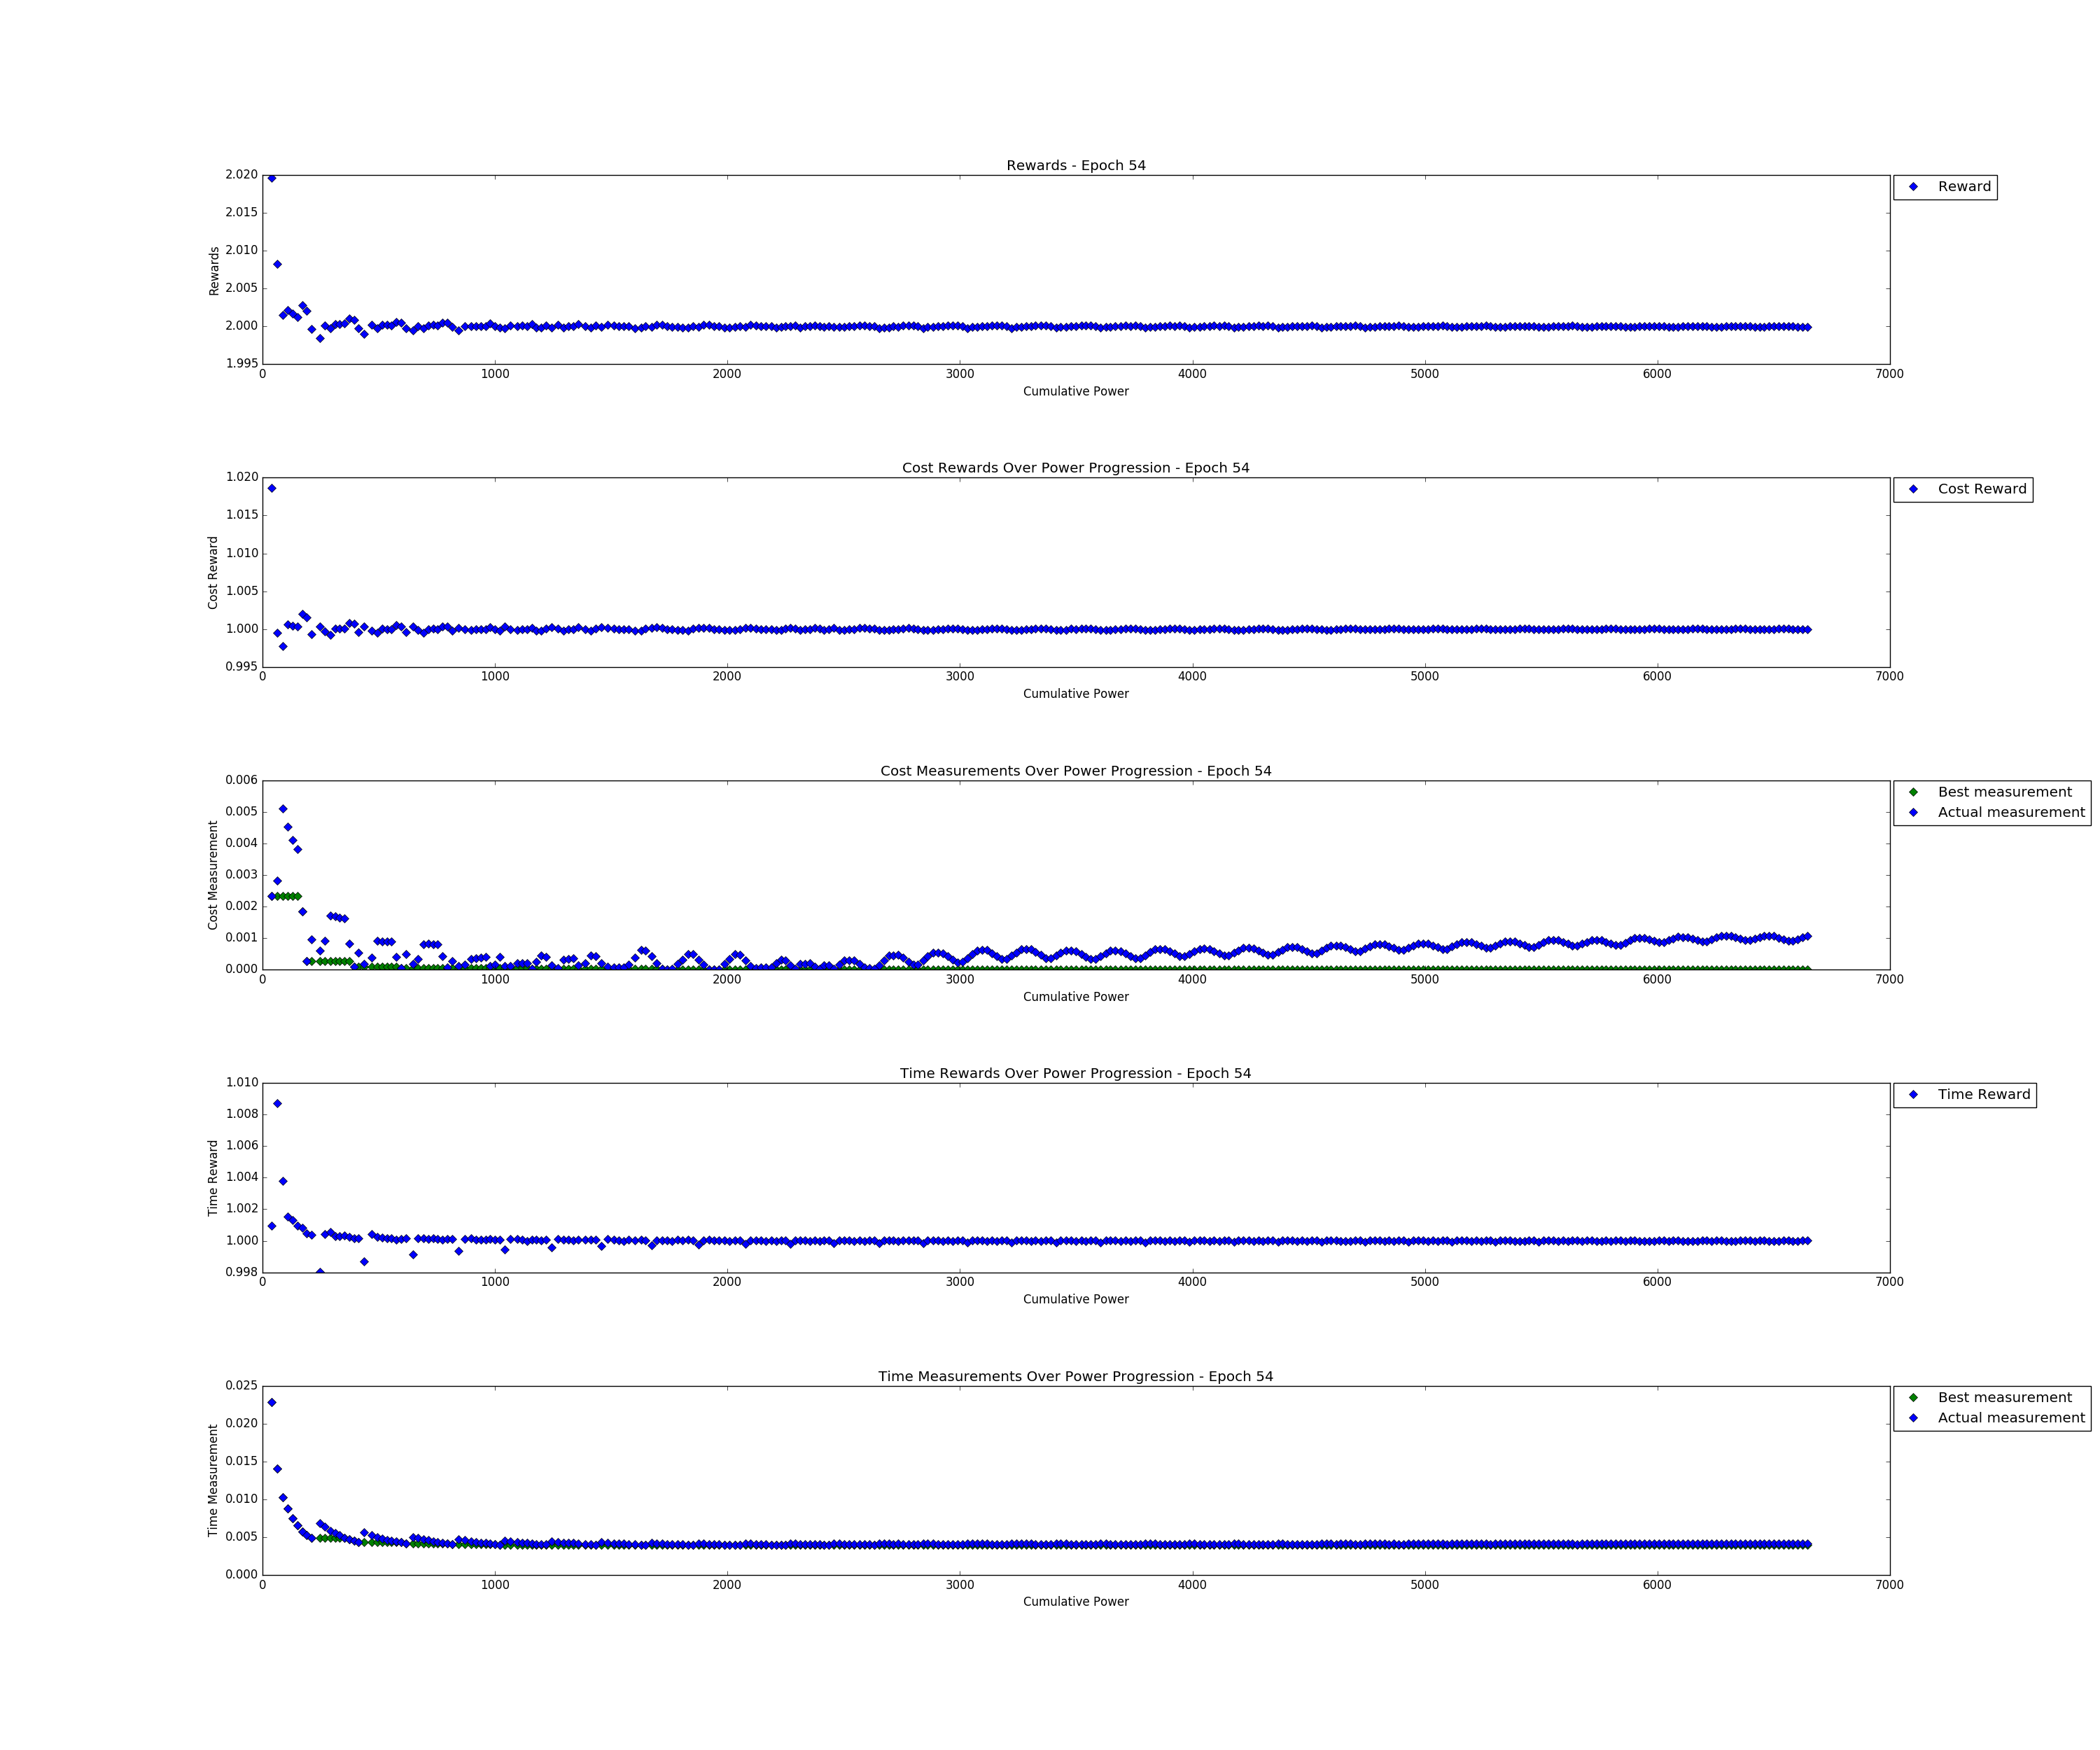 Rewards - Epoch 54
2.020
2.015
2.010
2.005
2.000
1.995
Rewards
0 1000 2000 3000 4000 5000 6000 7000
Cumulative Power
Reward
Cost Rewards Over Power Progression - Epoch 54
1.020
1.015
1.010
1.005
1.000
0.995
Cost Reward
0 1000 2000 3000 4000 5000 6000 7000
Cumulative Power
Cost Reward
Cost Measurements Over Power Progression - Epoch 54
0.006
0.005
0.004
0.003
0.002
0.001
0.000
Cost Measurement
0 1000 2000 3000 4000 5000 6000 7000
Cumulative Power
Best measurement
Actual measurement
Time Rewards Over Power Progression - Epoch 54
1.010
1.008
1.006
1.004
1.002
1.000
0.998
Time Reward
0 1000 2000 3000 4000 5000 6000 7000
Cumulative Power
Time Reward
Time Measurements Over Power Progression - Epoch 54
0.025
0.020
0.015
0.010
0.005
0.000
Time Measurement
0 1000 2000 3000 4000 5000 6000 7000
Cumulative Power
Best measurement
Actual measurement